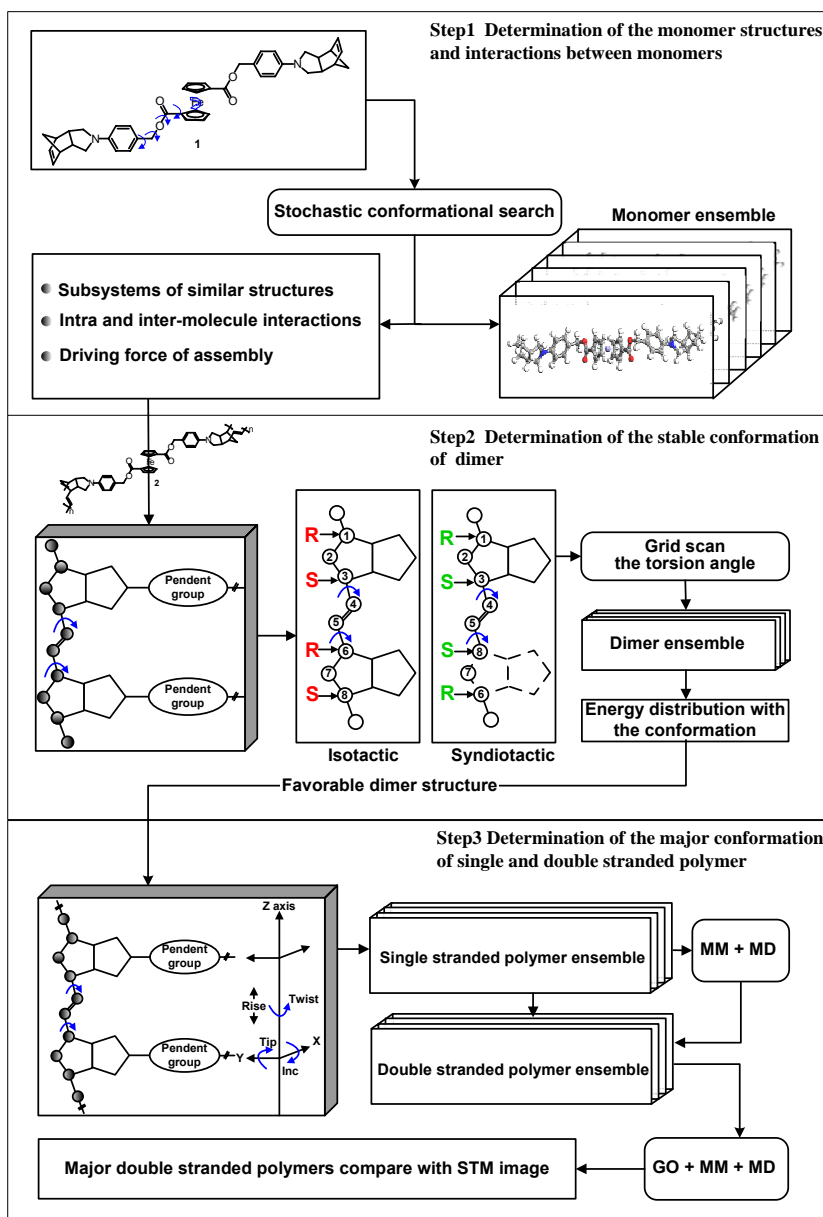 Step1 Determination of the monomer structures
and interactions between monomers
O
O
N
Fe
O
O
N
1
Stochastic conformational search
Monomer ensemble
Subsystems of similar structures
Intra and inter-molecule interactions
Driving force of assembly
Step2 Determination of the stable conformation
of dimer
n
N
O
O
Fe
O
O
N
2
n
Pendent
group
Pendent
group
R
1
2
S
3
4
5
R
6
7
S
8
Isotactic
R
1
2
S
3
4
5
S
8
7
R
6
Syndiotactic
Grid scan
the torsion angle
Dimer ensemble
Energy distribution with
the conformation
Favorable dimer structure
Step3 Determination of the major conformation
of single and double stranded polymer
Pendent
group
Pendent
group
Z axis
Rise
Twist
Tip
X
Y
Inc
Single stranded polymer ensemble
MM + MD
Double stranded polymer ensemble
GO + MM + MD
Major double stranded polymers compare with STM image